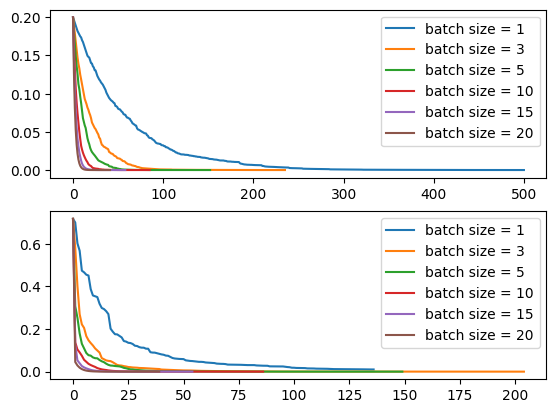 0.20
0.15
0.10
0.05
0.00
batch size = 1
batch size = 3
batch size = 5
batch size = 10
batch size = 15
batch size = 20
0 100 200 300 400 500
0.6
0.4
0.2
0.0
batch size = 1
batch size = 3
batch size = 5
batch size = 10
batch size = 15
batch size = 20
0 25 50 75 100 125 150 175 200